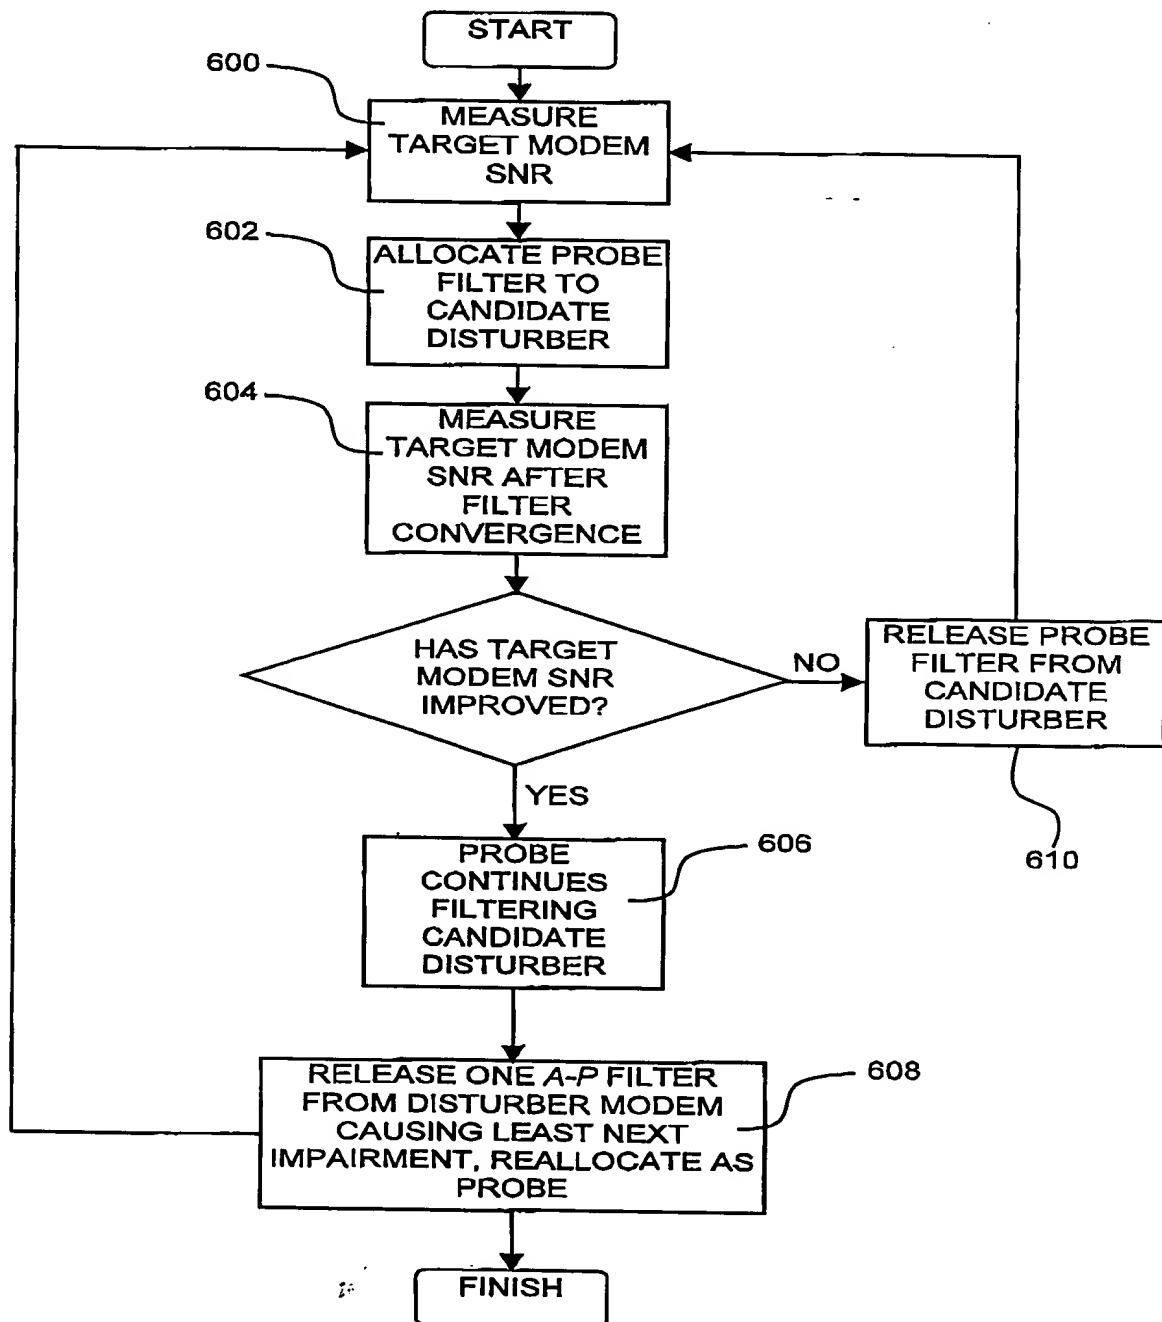 START
600
MEASURE
TARGET MODEM
SNR
602
ALLOCATE PROBE
FILTER TO
CANDIDATE
DISTURBER
604
MEASURE
TARGET MODEM
SNR AFTER
FILTER
CONVERGENCE
HAS TARGET
MODEM SNR
IMPROVED?
NO
RELEASE PROBE
FILTER FROM
CANDIDATE
DISTURBER
610
YES
606
PROBE
CONTINUES
FILTERING
CANDIDATE
DISTURBER
608
RELEASE ONE A-P FILTER
FROM DISTURBER MODEM
CAUSING LEAST NEXT
IMPAIRMENT, REALLOCATE AS
PROBE
FINISH